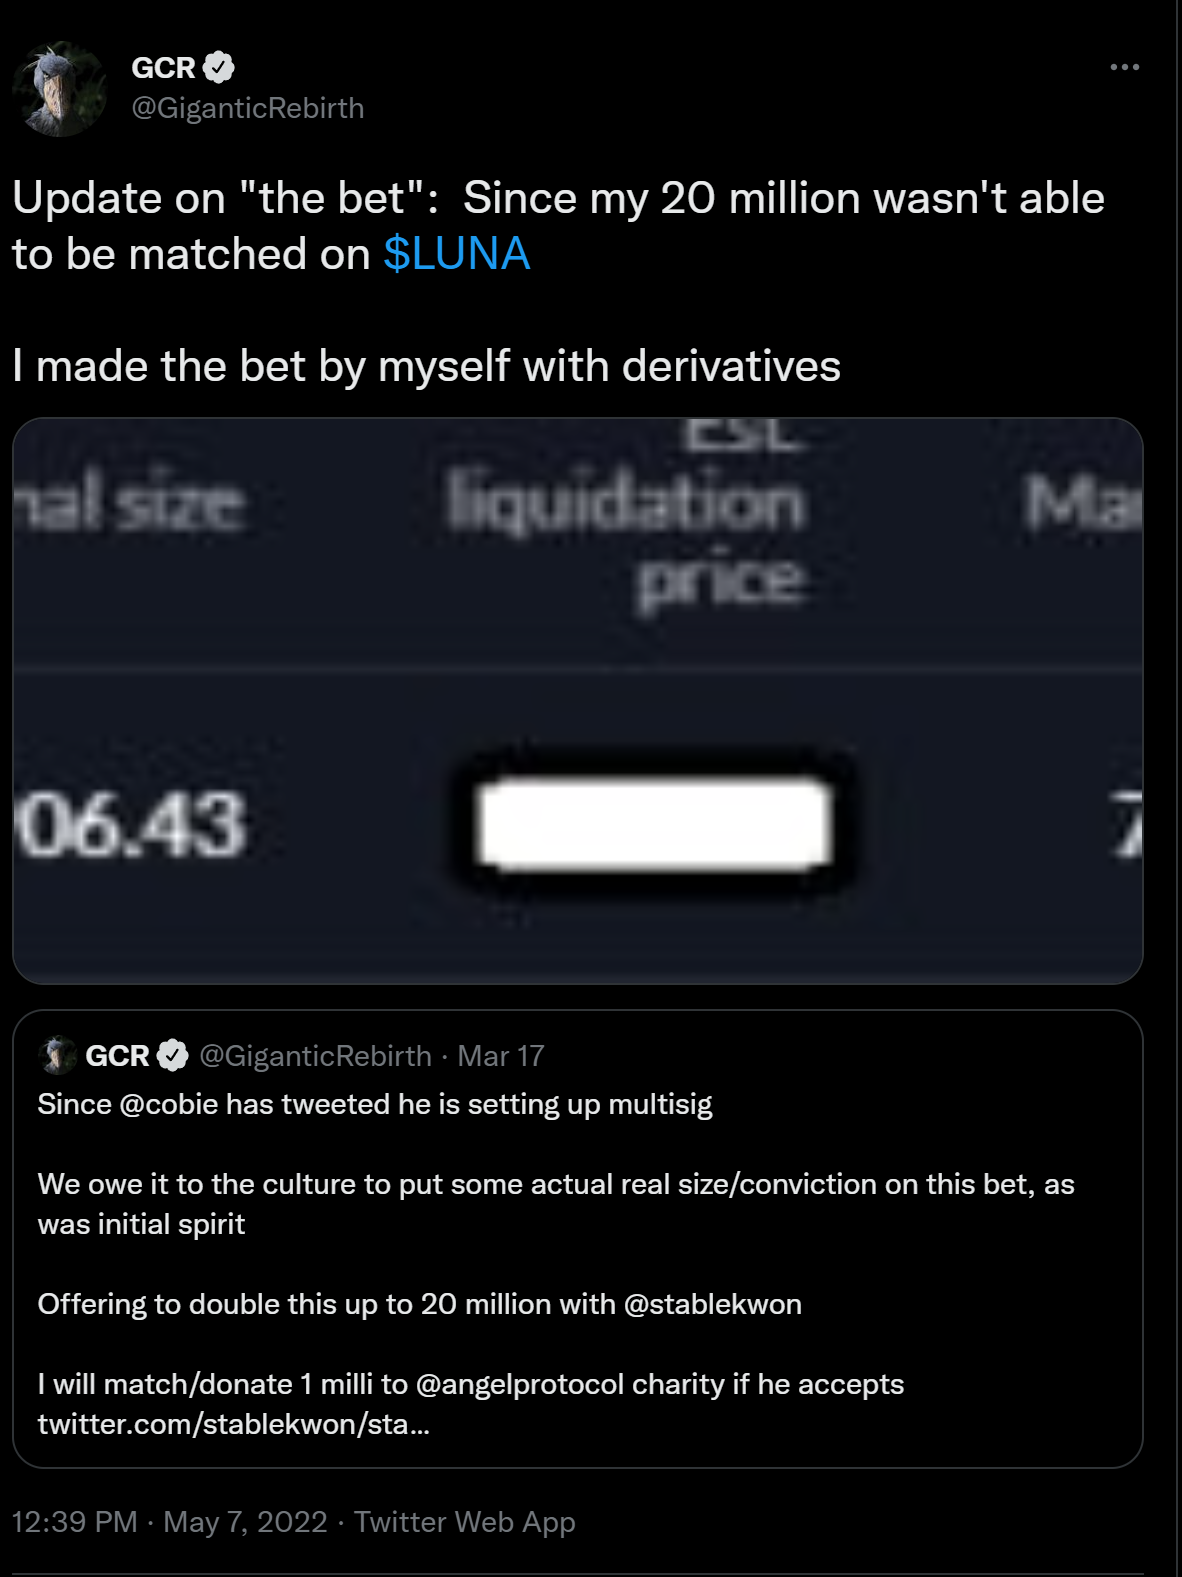 GCR
@GiganticRebirth
Update on "the bet":  Since my 20 million wasn't able
to be matched on $LUNA
I made the bet by myself with derivatives
Est.
nal size liquidation Mar
price
06.43 7
GCR @GiganticRebirth · Mar 17
Since @cobie has tweeted he is setting up multisig
We owe it to the culture to put some actual real size/conviction on this bet, as
was initial spirit
Offering to double this up to 20 million with @stablekwon
I will match/donate 1 milli to @angelprotocol charity if he accepts
twitter.com/stablekwon/sta...
12:39 PM · May 7, 2022 · Twitter Web App